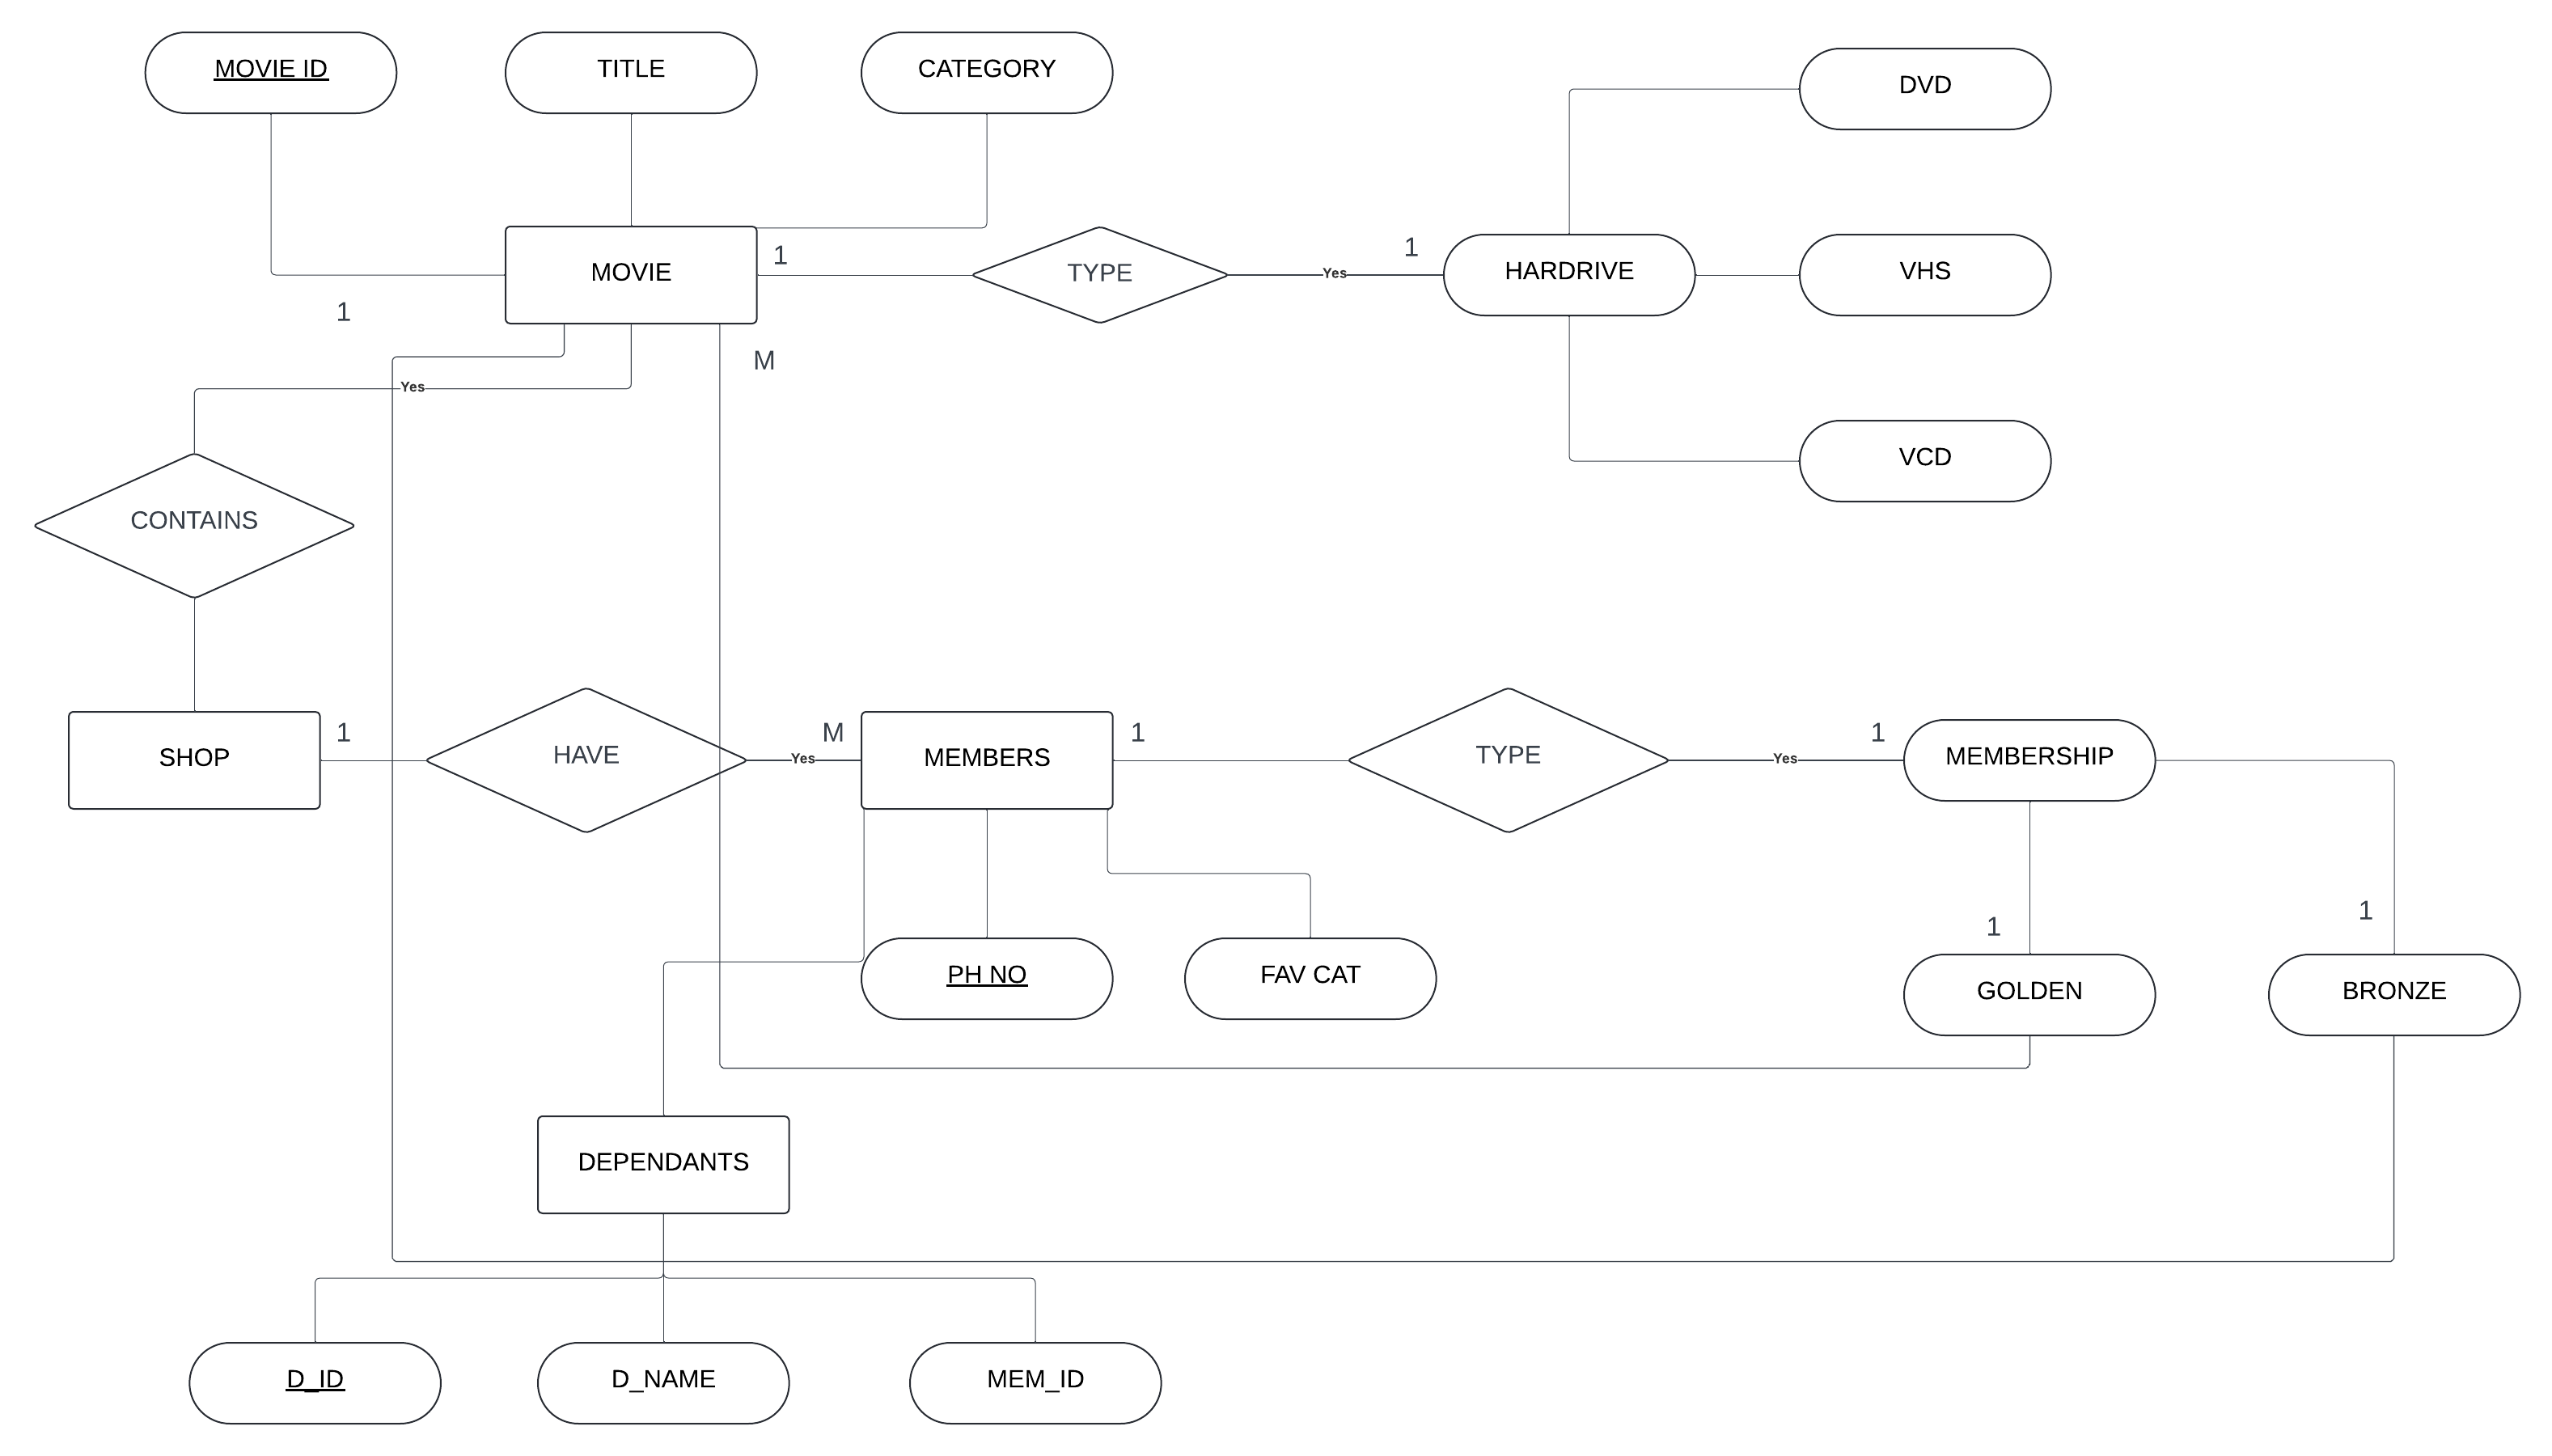 MOVIE ID
TITLE
CATEGORY
DVD
MOVIE
1
TYPE
Yes
1
HARDRIVE
VHS
1
M
Yes
VCD
CONTAINS
SHOP
1
HAVE
Yes
M
MEMBERS
1
TYPE
Yes
1
MEMBERSHIP
1
1
PH NO
FAV CAT
GOLDEN
BRONZE
DEPENDANTS
D_ID
D_NAME
MEM_ID